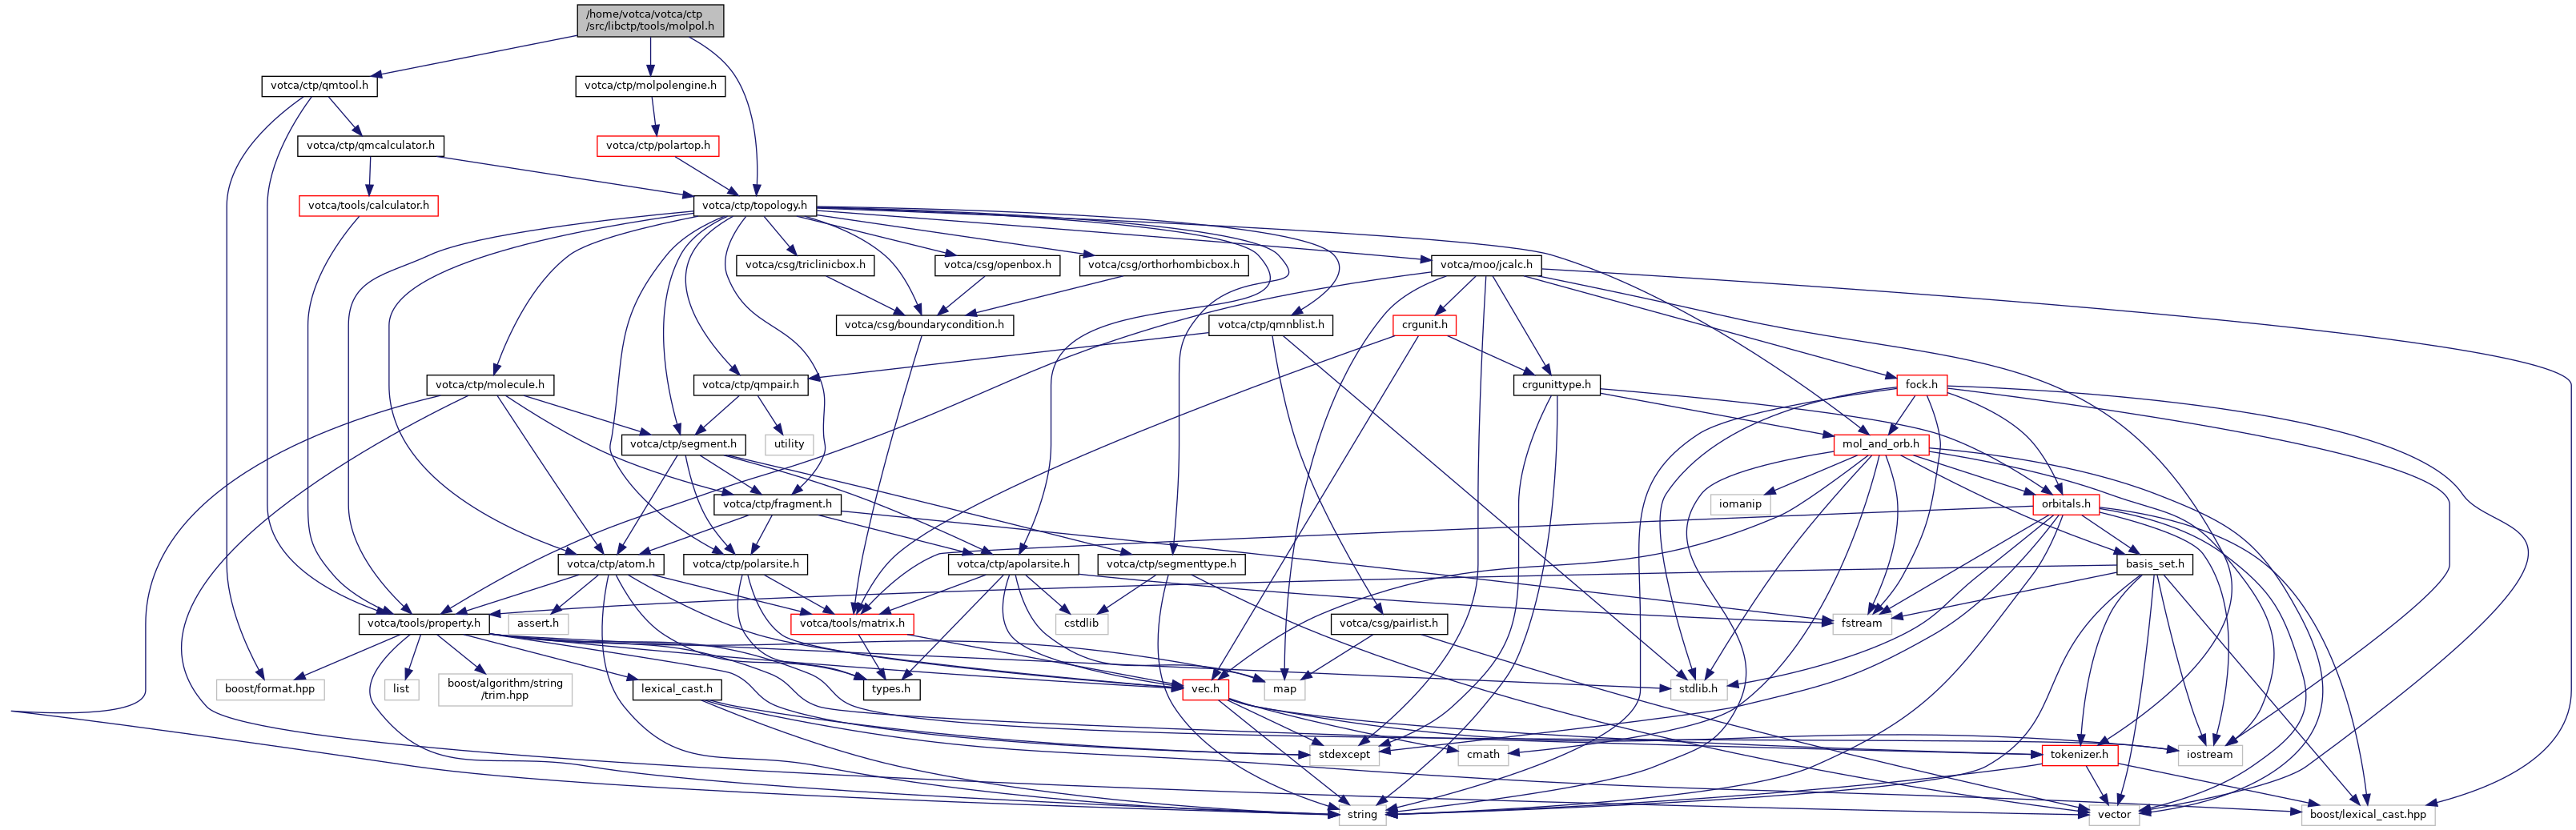 /home/votca/votca/ctp
/src/libctp/tools/molpol.h
votca/ctp/qmtool.h
votca/ctp/molpolengine.h
votca/ctp/qmcalculator.h
votca/ctp/polartop.h
votca/tools/calculator.h
votca/ctp/topology.h
votca/csg/triclinicbox.h
votca/csg/openbox.h
votca/csg/orthorhombicbox.h
votca/moo/jcalc.h
votca/csg/boundarycondition.h
votca/ctp/qmnblist.h
crgunit.h
votca/ctp/molecule.h
votca/ctp/qmpair.h
crgunittype.h
fock.h
votca/ctp/segment.h
utility
mol_and_orb.h
votca/ctp/fragment.h
iomanip
orbitals.h
votca/ctp/atom.h
votca/ctp/polarsite.h
votca/ctp/apolarsite.h
votca/ctp/segmenttype.h
basis_set.h
votca/tools/property.h
assert.h
votca/tools/matrix.h
cstdlib
votca/csg/pairlist.h
fstream
boost/format.hpp
list
boost/algorithm/string
/trim.hpp
lexical_cast.h
types.h
vec.h
map
stdlib.h
stdexcept
cmath
tokenizer.h
iostream
string
vector
boost/lexical_cast.hpp